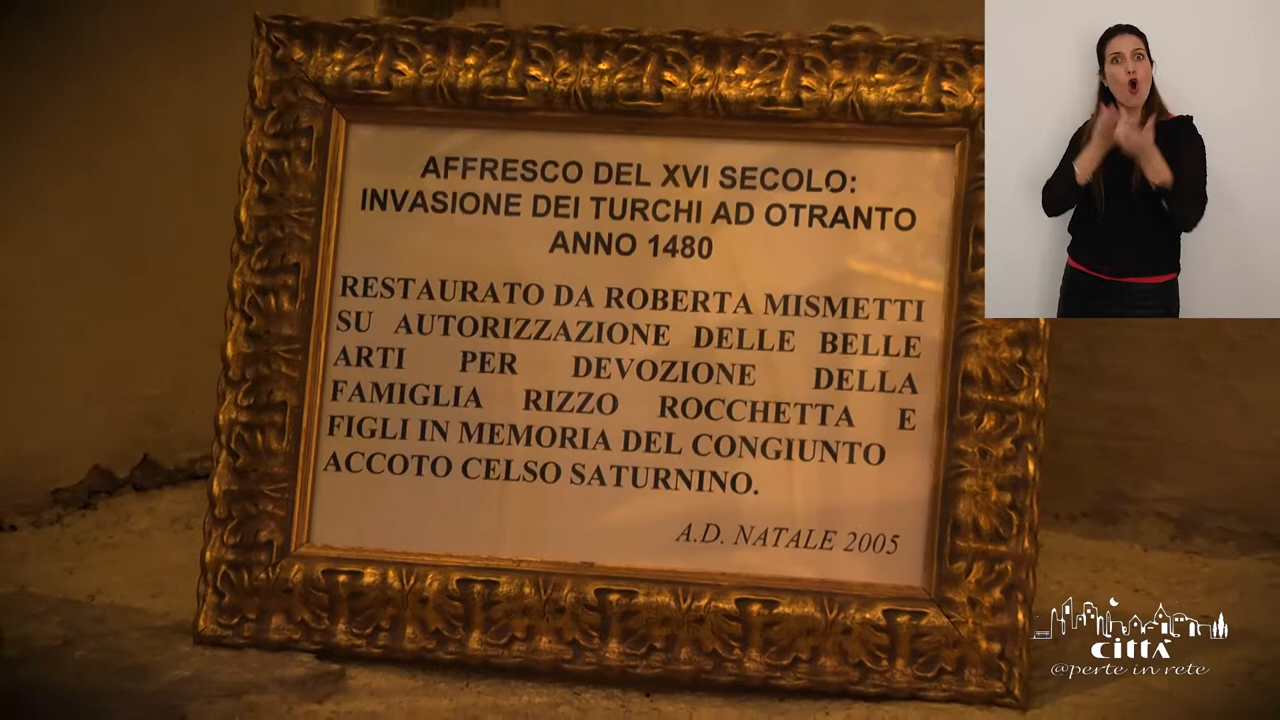 AFFRESCO DEL XVI SECOLO:
INVASIONE DEI TURCHI AD OTRANTO
ANNO 1480
RESTAURATO DA ROBERTA MISMETTI
SU AUTORIZZAZIONE DELLE BELLE
ARTI PER DEVOZIONE DELLA
FAMIGLIA RIZZO ROCCHETTA E
FIGLI IN MEMORIA DEL CONGIUNTO
ACCOTO CELSO SATURNINO.
A.D. NATALE 2005
CITTÀ
@perte in rete